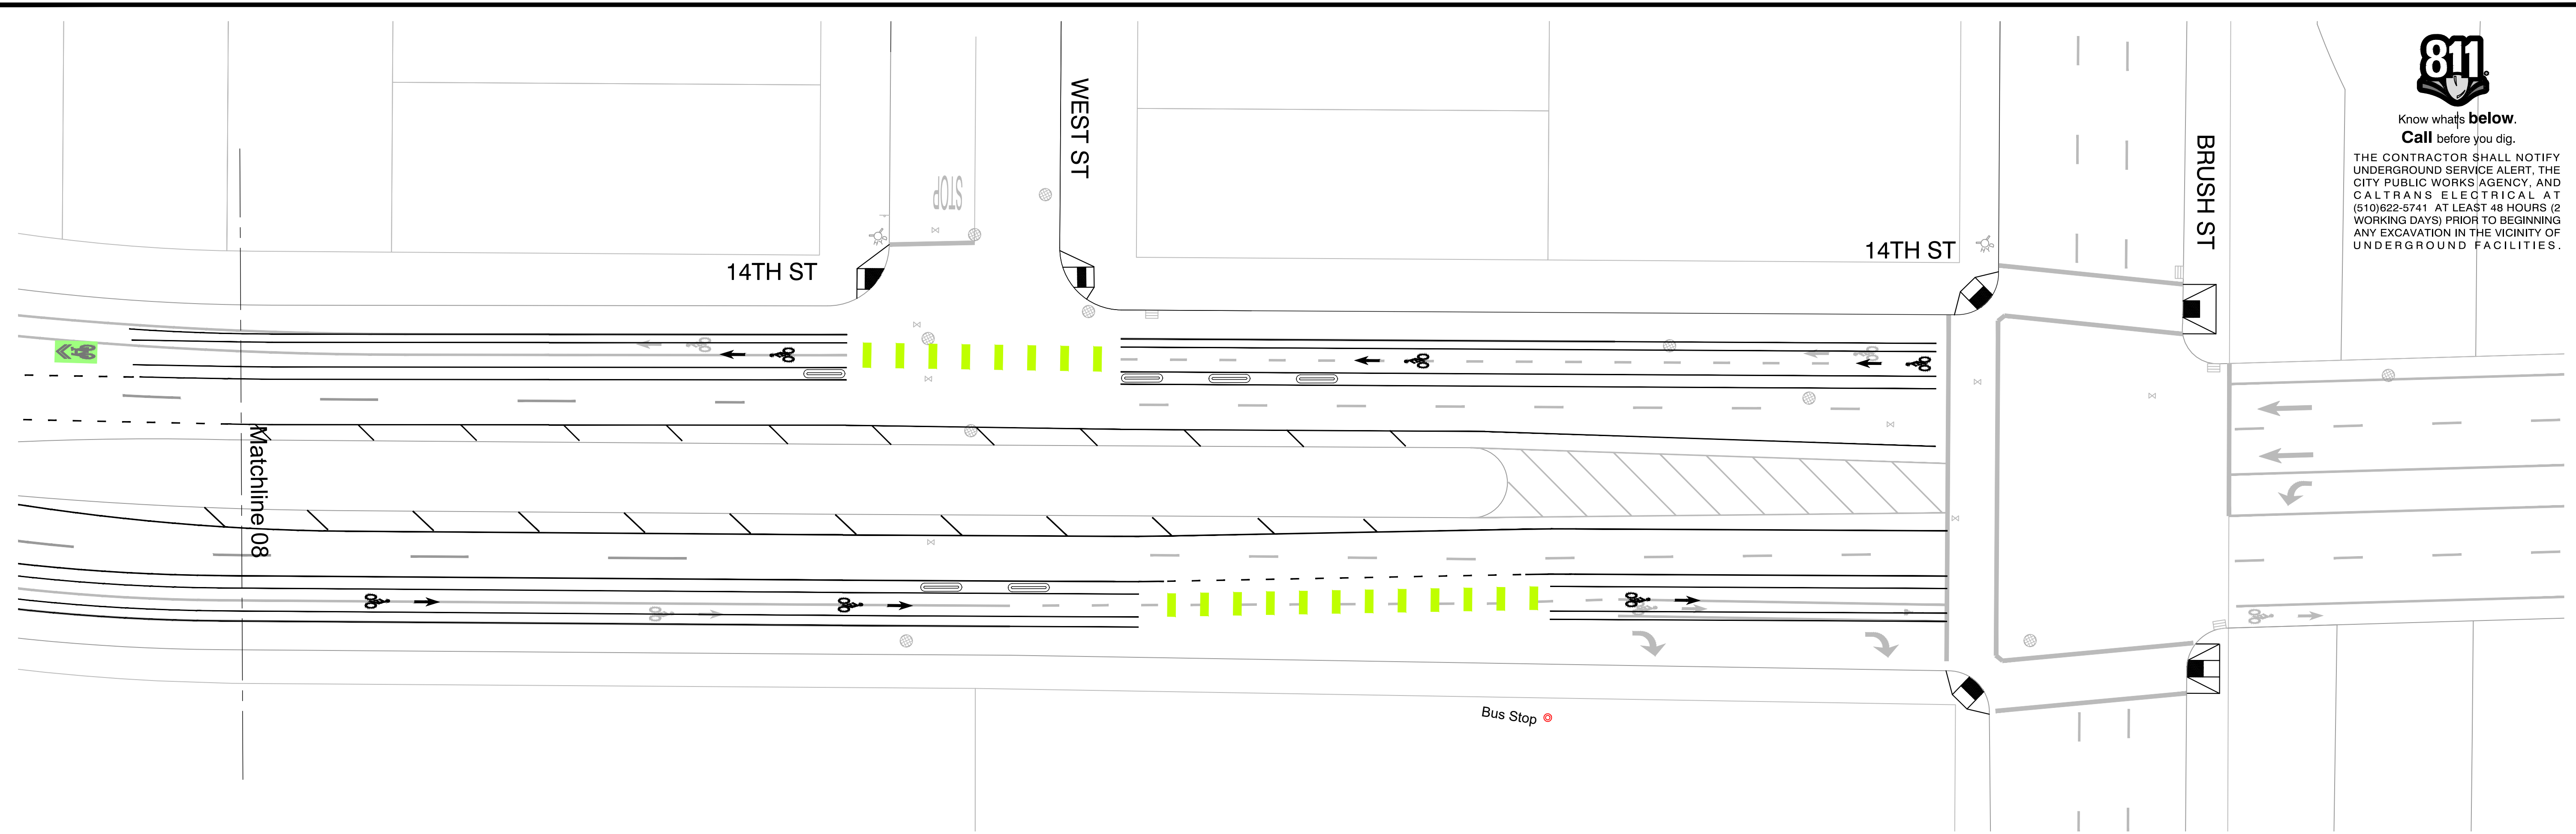 811
Know what's below.
Call before you dig.
THE CONTRACTOR SHALL NOTIFY
UNDERGROUND SERVICE ALERT, THE
CITY PUBLIC WORKS AGENCY, AND
CALTRANS ELECTRICAL AT
(510)622-5741 AT LEAST 48 HOURS (2
WORKING DAYS) PRIOR TO BEGINNING
ANY EXCAVATION IN THE VICINITY OF
UNDERGROUND FACILITIES.
WEST ST
BRUSH ST
STOP
14TH ST
14TH ST
Matchline 08
Bus Stop